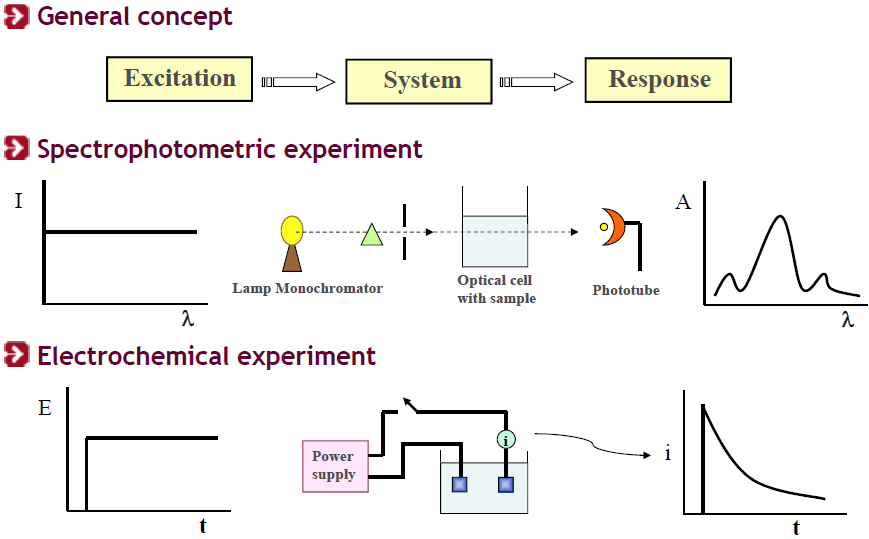 General concept
Excitation
System
Response
Spectrophotometric experiment
I
λ
Lamp Monochromator
Optical cell
with sample
Phototube
A
λ
Electrochemical experiment
E
t
Power
supply
i
i
t